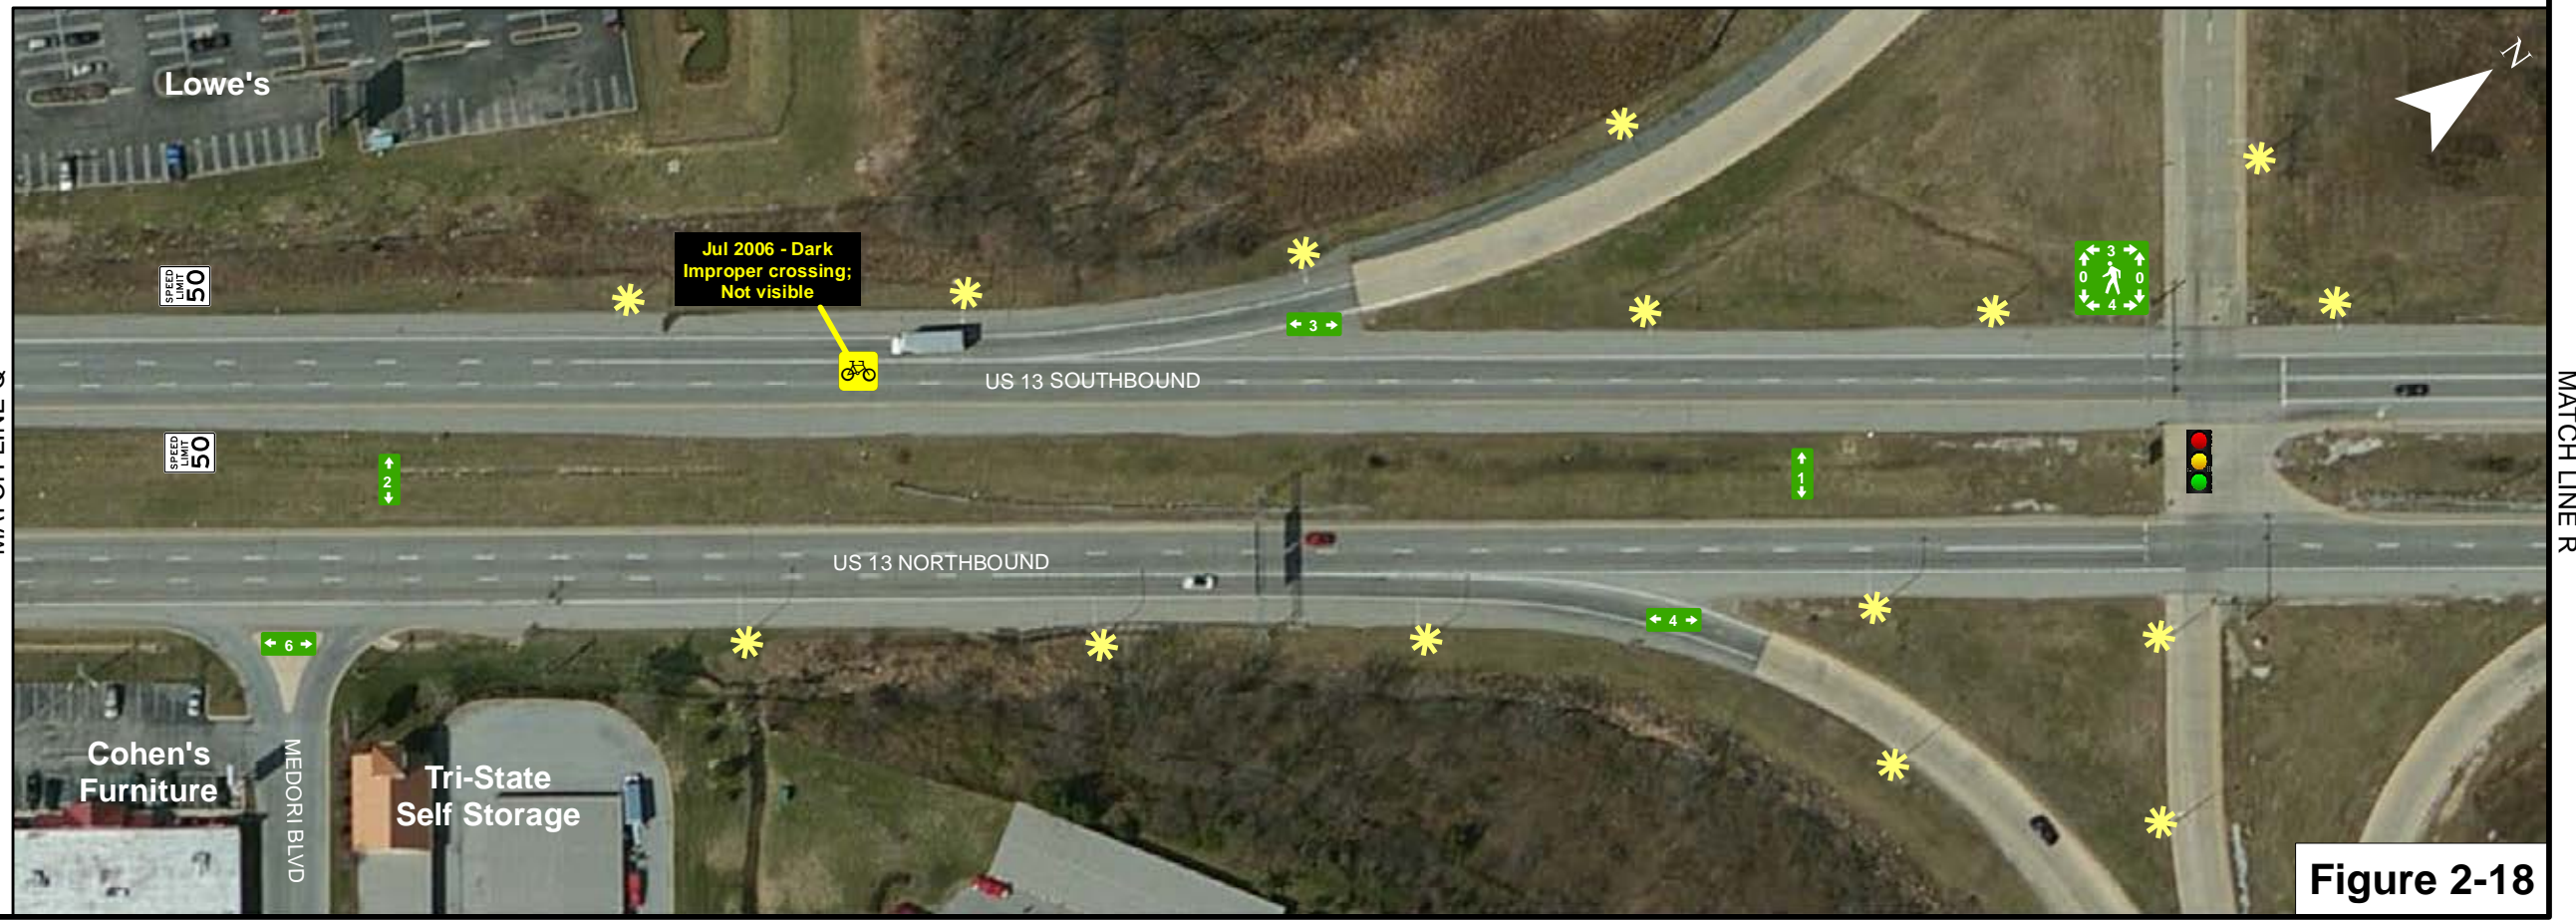 Lowe's
N
Jul 2006 - Dark
Improper crossing;
Not visible
SPEED
LIMIT
50
3
3
0
0
4
US 13 SOUTHBOUND
SPEED
LIMIT
50
2
1
US 13 NORTHBOUND
6
4
MEDORI BLVD
Cohen's
Furniture
Tri-State
Self Storage
MATCH LINE Q
MATCH LINE R
Figure 2-18